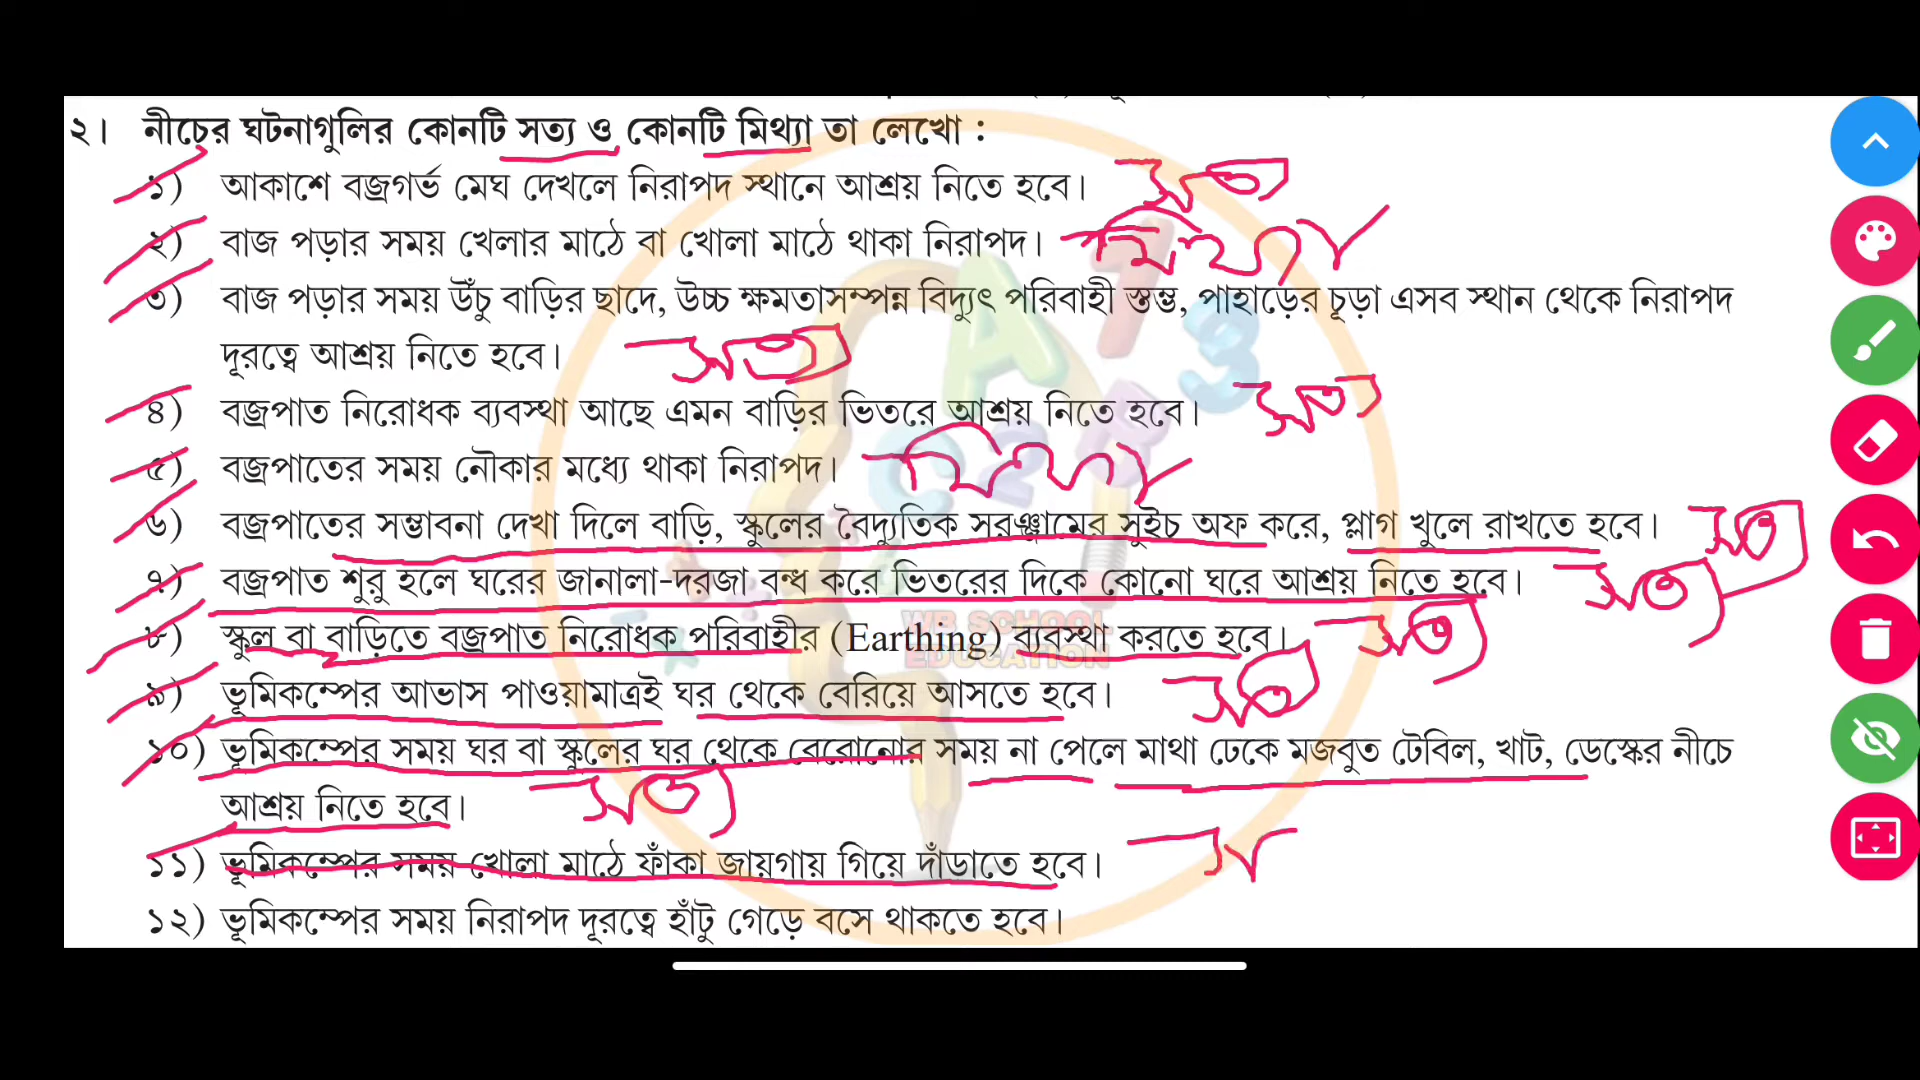 ২। নীচের ঘটনাগুলির কোনটি সত্য ও কোনটি মিথ্যা তা লেখো :
১) আকাশে বজ্রগর্ভ মেঘ দেখলে নিরাপদ স্থানে আশ্রয় নিতে হবে। সত্য
২) বাজ পড়ার সময় খেলার মাঠে বা খোলা মাঠে থাকা নিরাপদ। মিথ্যা
৩) বাজ পড়ার সময় উঁচু বাড়ির ছাদে, উচ্চ ক্ষমতাসম্পন্ন বিদ্যুৎ পরিবাহী স্তম্ভ, পাহাড়ের চূড়া এসব স্থান থেকে নিরাপদ
দূরত্বে আশ্রয় নিতে হবে। সত্য
৪) বজ্রপাত নিরোধক ব্যবস্থা আছে এমন বাড়ির ভিতরে আশ্রয় নিতে হবে। সত্য
৫) বজ্রপাতের সময় নৌকার মধ্যে থাকা নিরাপদ। মিথ্যা
৬) বজ্রপাতের সম্ভাবনা দেখা দিলে বাড়ি, স্কুলের বৈদ্যুতিক সরঞ্জামের সুইচ অফ করে, প্লাগ খুলে রাখতে হবে। সত্য
৭) বজ্রপাত শুরু হলে ঘরের জানালা-দরজা বন্ধ করে ভিতরের দিকে কোনো ঘরে আশ্রয় নিতে হবে। সত্য
৮) স্কুল বা বাড়িতে বজ্রপাত নিরোধক পরিবাহীর (Earthing) ব্যবস্থা করতে হবে। সত্য
৯) ভূমিকম্পের আভাস পাওয়ামাত্রই ঘর থেকে বেরিয়ে আসতে হবে। সত্য
১০) ভূমিকম্পের সময় ঘর বা স্কুলের ঘর থেকে বেরোনোর সময় না পেলে মাথা ঢেকে মজবুত টেবিল, খাট, ডেস্কের নীচে
আশ্রয় নিতে হবে। সত্য
১১) ভূমিকম্পের সময় খোলা মাঠে ফাঁকা জায়গায় গিয়ে দাঁড়াতে হবে। স
১২) ভূমিকম্পের সময় নিরাপদ দূরত্বে হাঁটু গেড়ে বসে থাকতে হবে।
WB SCHOOL
EDUCATION